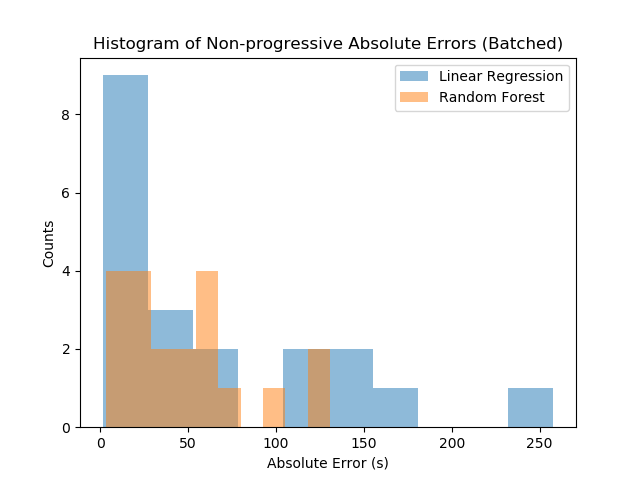 Histogram of Non-progressive Absolute Errors (Batched)
Linear Regression
Random Forest
8
6
4
2
0
Counts
0 50 100 150 200 250
Absolute Error (s)